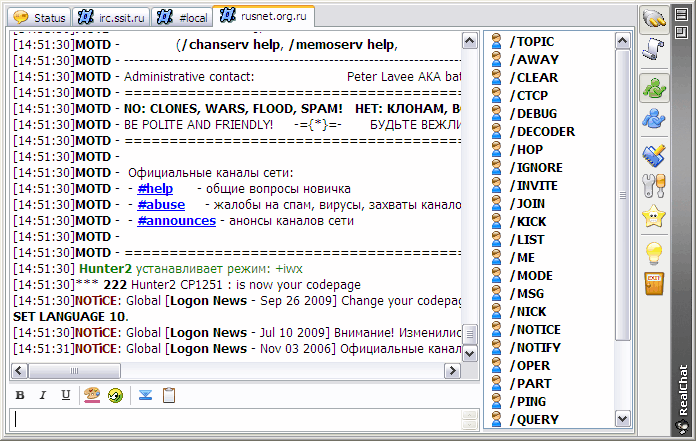 Status
irc.ssit.ru
#local
rusnet.org.ru
[14:51:30]MOTD - (/chanserv help, /memoserv help,
[14:51:30]MOTD - ------------------------------------------------------------
[14:51:30]MOTD - Administrative contact: Peter Lavee AKA bat
[14:51:30]MOTD - ========================================
[14:51:30]MOTD - NO: CLONES, WARS, FLOOD, SPAM! НЕТ: КЛОНАМ,
[14:51:30]MOTD - BE POLITE AND FRIENDLY! -={*}=- БУДЬТЕ ВЕЖЛИ
[14:51:30]MOTD - ========================================
[14:51:30]MOTD -
[14:51:30]MOTD - Официальные каналы сети:
[14:51:30]MOTD - - #help - общие вопросы новичка
[14:51:30]MOTD - - #abuse - жалобы на спам, вирусы, захваты канало
[14:51:30]MOTD - - #announces - анонсы каналов сети
[14:51:30]MOTD -
[14:51:30]MOTD - ========================================
[14:51:30] Hunter2 устанавливает режим: +iwx
[14:51:30]*** 222 Hunter2 CP1251 : is now your codepage
[14:51:30]NOTiCE: Global [Logon News - Sep 26 2009] Change your codepag
SET LANGUAGE 10.
[14:51:30]NOTiCE: Global [Logon News - Jul 10 2009] Внимание! Изменилис
[14:51:31]NOTiCE: Global [Logon News - Nov 03 2006] Официальные канал
B I U
/TOPIC
/AWAY
/CLEAR
/CTCP
/DEBUG
/DECODER
/HOP
/IGNORE
/INVITE
/JOIN
/KICK
/LIST
/ME
/MODE
/MSG
/NICK
/NOTICE
/NOTIFY
/OPER
/PART
/PING
/QUERY
EXIT
RealChat